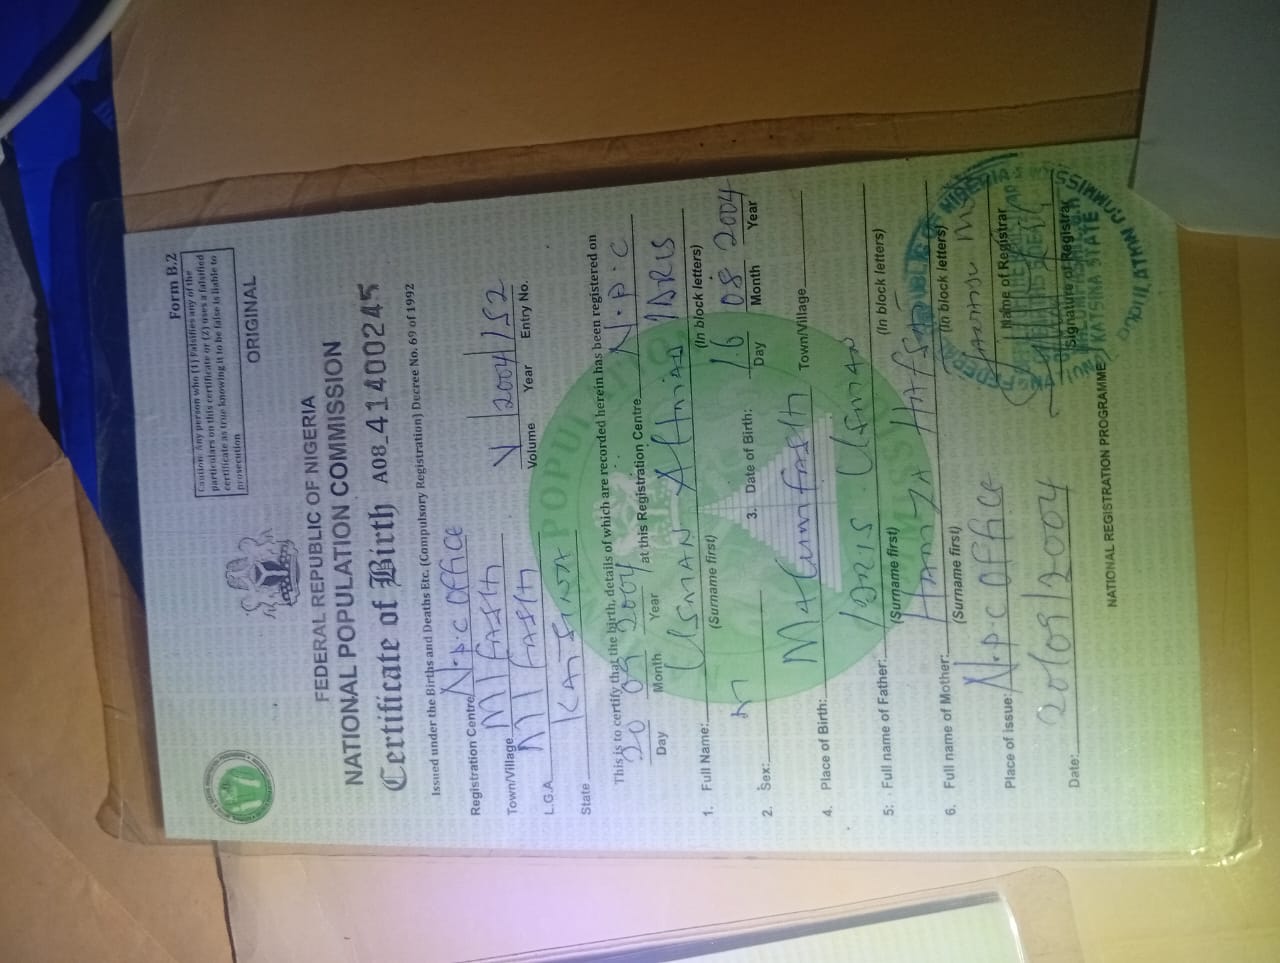 Form B.2
Caution: Any person who (1) Falsifies any of the
particulars on this certificate or (2) uses a falsified
certificate as true knowing it to be false is liable to
prosecution
ORIGINAL
FEDERAL REPUBLIC OF NIGERIA
NATIONAL POPULATION COMMISSION
Certificate of Birth A08_41400245
Issued under the Births and Deaths Etc. (Compulsory Registration) Decree No. 69 of 1992
Registration Centre N.P.C Office
Town/Village M/FASHI V 2004 152
L.G.A M/FASHI Volume Year Entry No.
State KATSINA
This is to certify that the birth, details of which are recorded herein has been registered on
20 09 2004 at this Registration Centre N.P.C
Day Month Year
1. Full Name: USMAN IDRIS
(Surname first) (In block letters)
2. Sex: M 3. Date of Birth: 16 08 2004
Day Month Year
4. Place of Birth: Malumfashi Town/Village
5: Full name of Father: IDRIS USMAN
(Surname first) (In block letters)
6. Full name of Mother:
(Surname first) (In block letters)
Place of issue: N.P.C Office
Name of Registrar
Date: 20/09/2004
Signature of Registrar
KATSINA STATE
NATIONAL REGISTRATION PROGRAMME